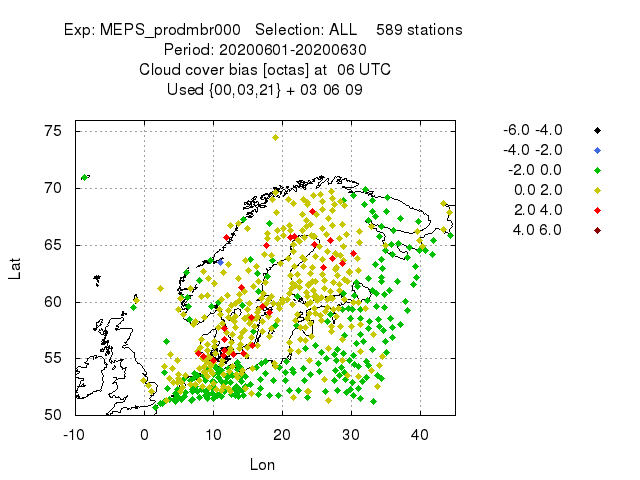 Exp: MEPS_prodmbr000 Selection: ALL 589 stations
Period: 20200601-20200630
Cloud cover bias [octas] at 06 UTC
Used {00,03,21} + 03 06 09
75
70
65
60
55
50
Lat
-10 0 10 20 30 40
Lon
-6.0 -4.0
-4.0 -2.0
-2.0 0.0
0.0 2.0
2.0 4.0
4.0 6.0